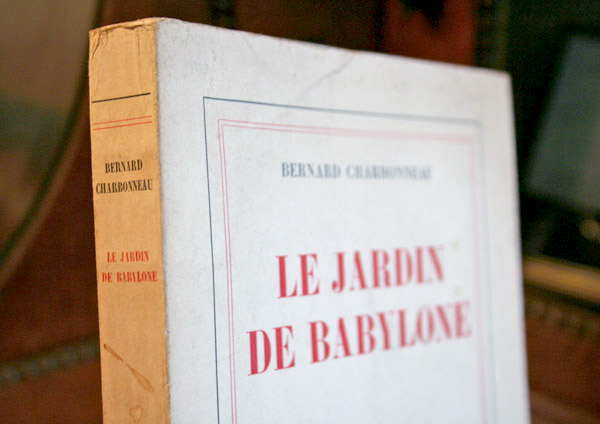 BERNARD
CHARBONNEAU
LE JARDIN
DE BABYLONE
BERNARD CHARBONNEAU
LE JARDIN
DE BABYLONE